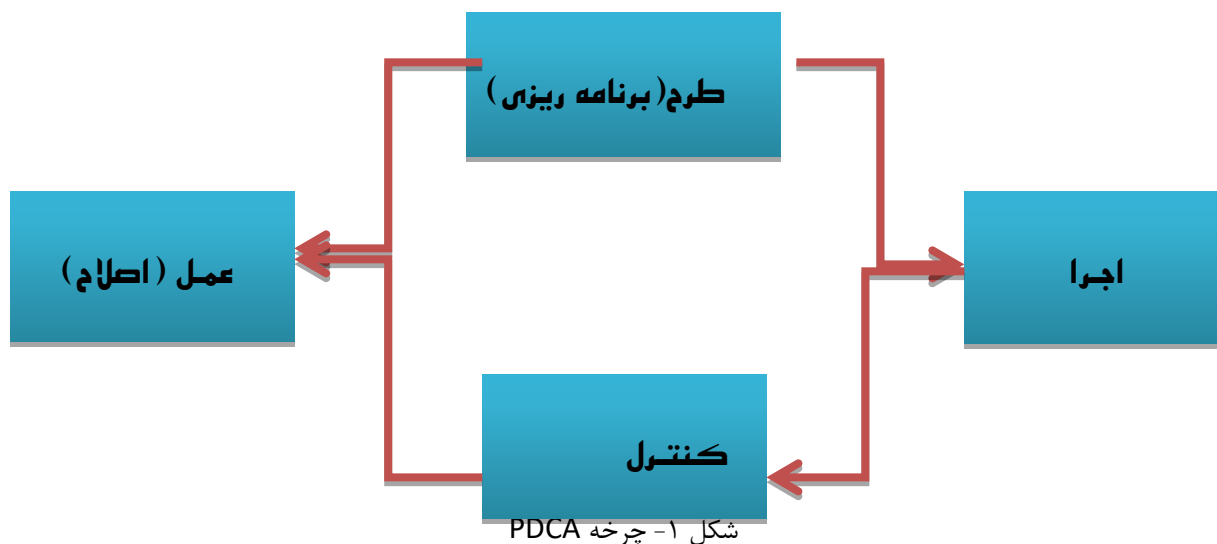 طرح(برنامه ریزی)
اجرا
عمل (اصلاح)
کنترل
شکل ۱- چرخه PDCA